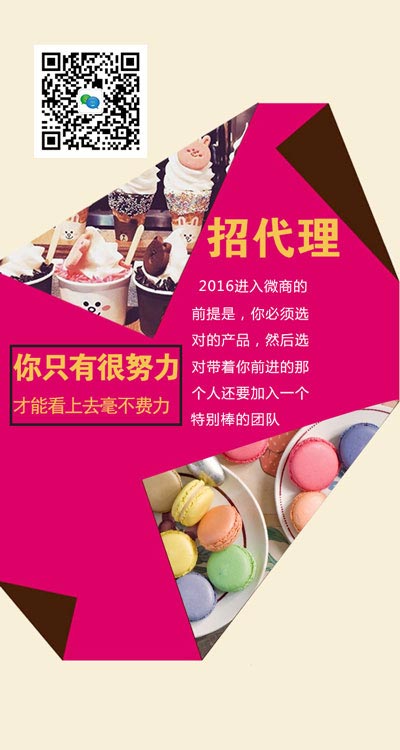 招代理
2016进入微商的
前提是，你必须选
对的产品，然后选
对带着你前进的那
个人还要加入一个
特别棒的团队
你只有很努力
才能看上去毫不费力